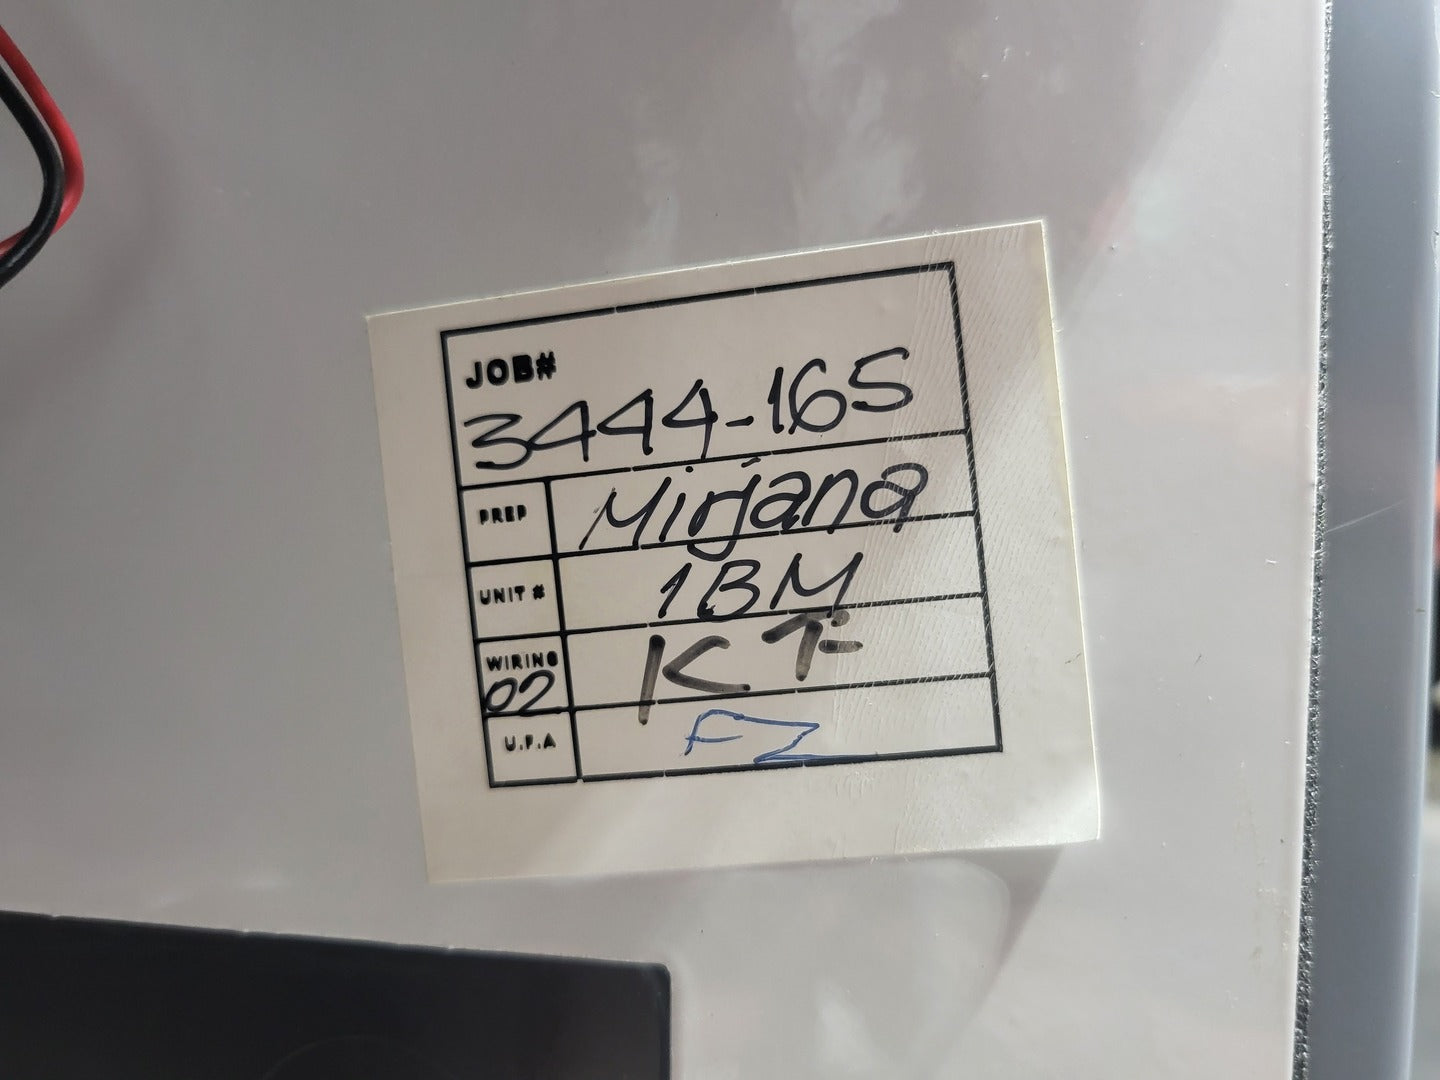 JOB#
3444-165
PREP Mirjana
UNIT # 1BM
WIRING KT
02
U.F.A FZ